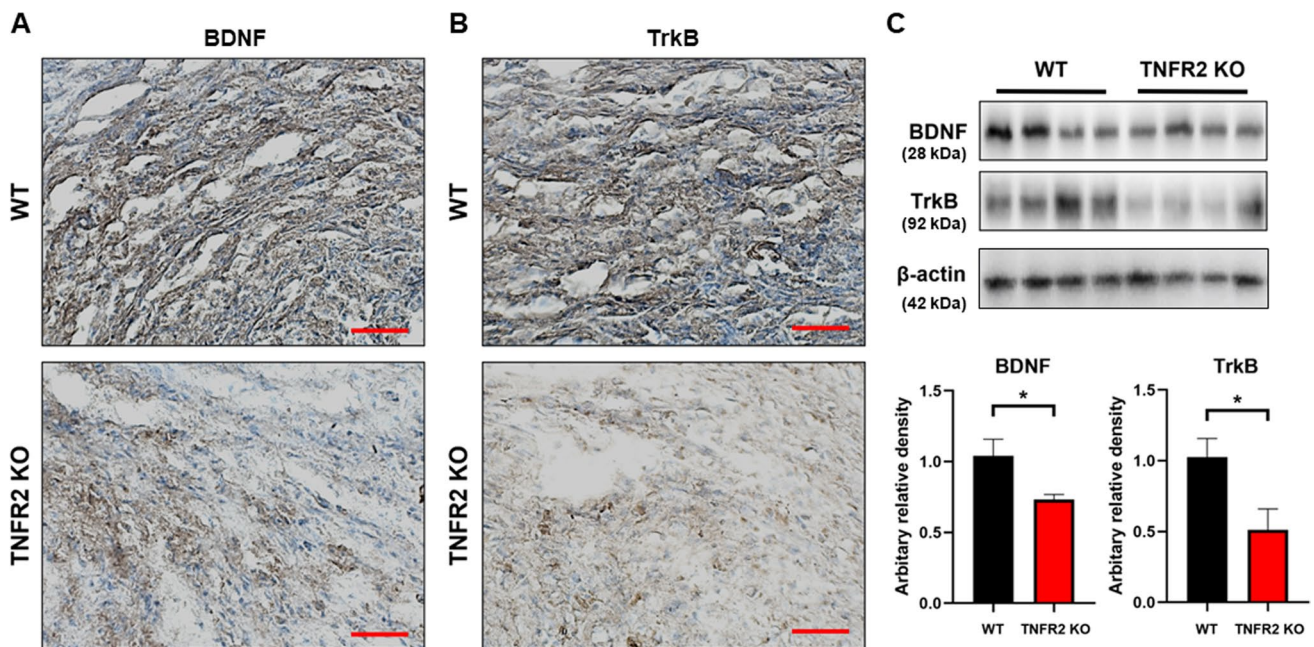 A
BDNF
WT
TNFR2 KO
B
TrkB
WT
TNFR2 KO
C
WT TNFR2 KO
BDNF
(28 kDa)
TrkB
(92 kDa)
β-actin
(42 kDa)
BDNF
Arbitary relative density
1.5
1.0
0.5
0.0
*
WT TNFR2 KO
TrkB
Arbitary relative density
1.5
1.0
0.5
0.0
*
WT TNFR2 KO